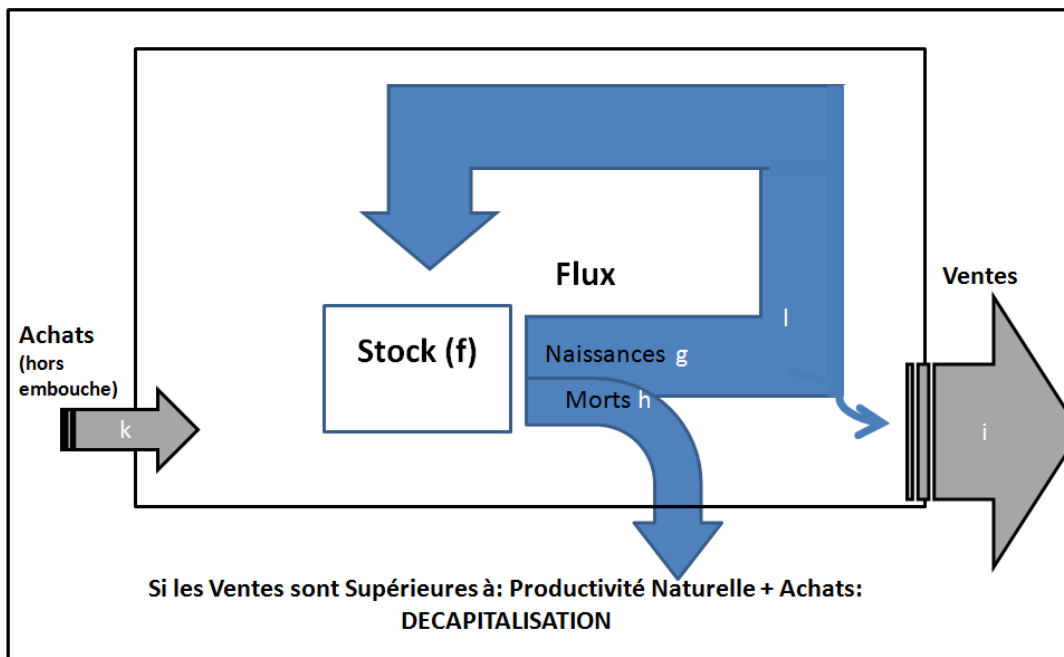 Flux
Ventes
Achats
(hors
embouche)
Stock (f)
l
Naissances g
Morts h
k
i
Si les Ventes sont Supérieures à: Productivité Naturelle + Achats:
DECAPITALISATION